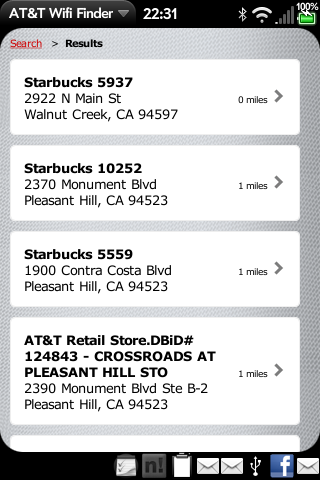 AT&T Wifi Finder 22:31 100%
Search > Results
Starbucks 5937
2922 N Main St
Walnut Creek, CA 94597
0 miles
Starbucks 10252
2370 Monument Blvd
Pleasant Hill, CA 94523
1 miles
Starbucks 5559
1900 Contra Costa Blvd
Pleasant Hill, CA 94523
1 miles
AT&T Retail Store.DBiD#
124843 - CROSSROADS AT
PLEASANT HILL STO
2390 Monument Blvd Ste B-2
Pleasant Hill, CA 94523
1 miles
n! f